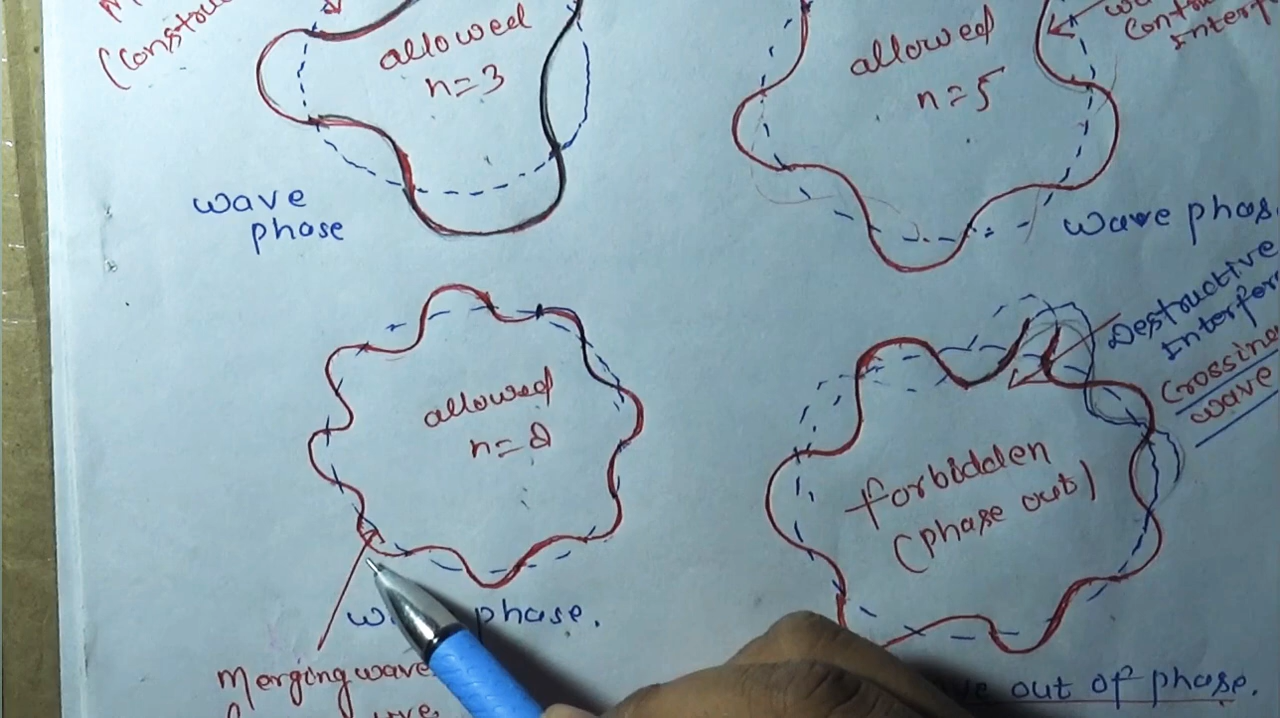 (Constru
allowed
n=3
wave
phase
allowed
n=5
Cont
Interf
wave phas.
allowed
n=8
phase.
Merging wave
Destructive
Interfer
(crossing
wave
forbidden
(phase out)
out of phase.